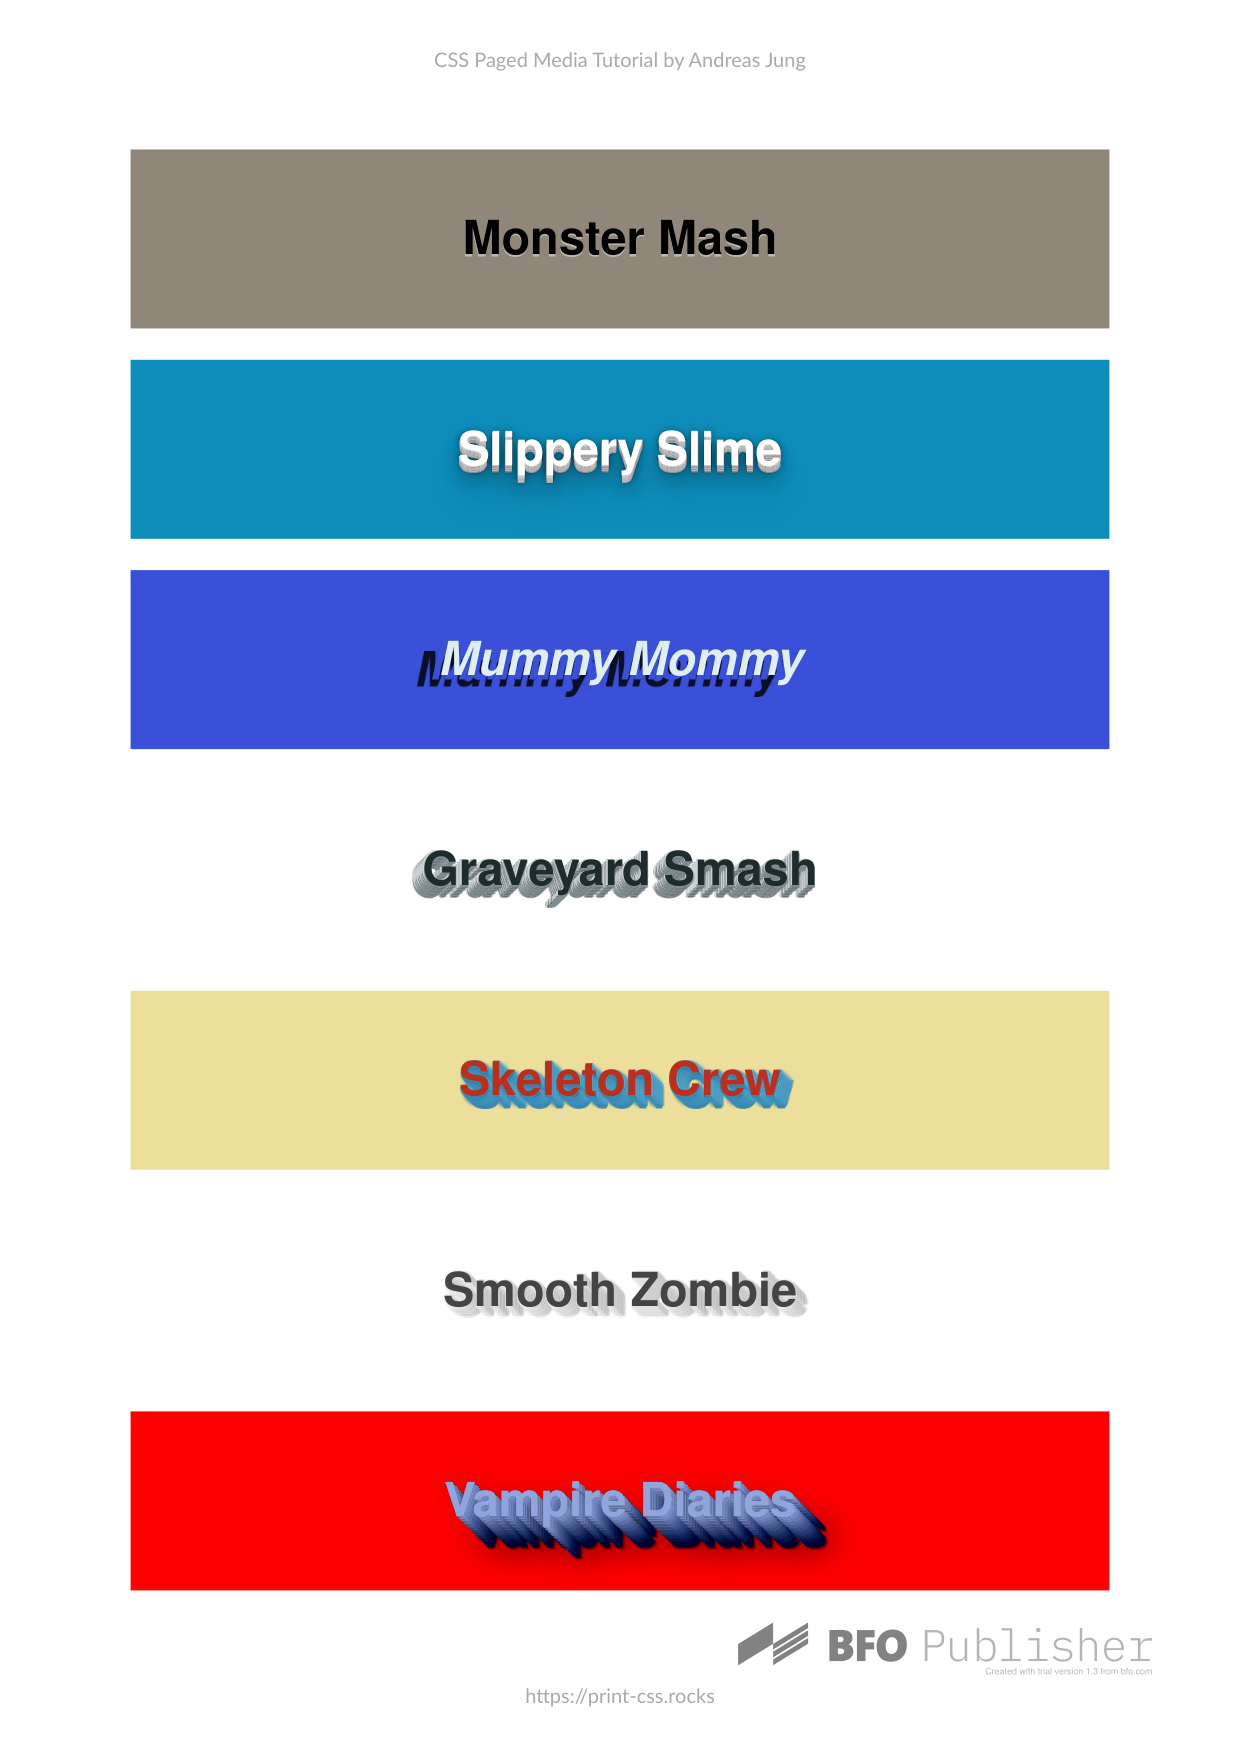 CSS Paged Media Tutorial by Andreas Jung
Monster Mash
Slippery Slime
Mummy Mommy
Graveyard Smash
Skeleton Crew
Smooth Zombie
Vampire Diaries
BFO Publisher
Created with trial version 1.3 from bfo.com
https://print-css.rocks